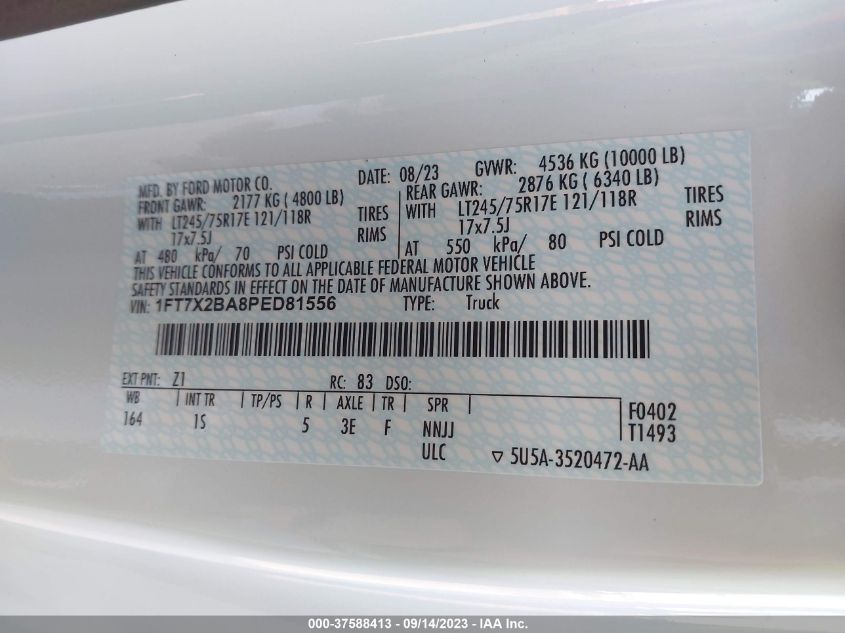 MFD. BY FORD MOTOR CO.
DATE: 08/23 GVWR: 4536 KG (10000 LB)
FRONT GAWR: 2177 KG ( 4800 LB)
REAR GAWR: 2876 KG ( 6340 LB)
WITH LT245/75R17E 121/118R TIRES
WITH LT245/75R17E 121/118R TIRES
17x7.5J RIMS
17x7.5J RIMS
AT 480 kPa/ 70 PSI COLD
AT 550 kPa/ 80 PSI COLD
THIS VEHICLE CONFORMS TO ALL APPLICABLE FEDERAL MOTOR VEHICLE
SAFETY STANDARDS IN EFFECT ON THE DATE OF MANUFACTURE SHOWN ABOVE.
VIN: 1FT7X2BA8PED81556 TYPE: Truck
EXT PNT: Z1 RC: 83 DSO:
WB INT TR TP/PS R AXLE TR SPR
164 1S 5 3E F NNJJ
ULC
F0402
T1493
▽ 5U5A-3520472-AA
000-37588413 - 09/14/2023 - IAA Inc.